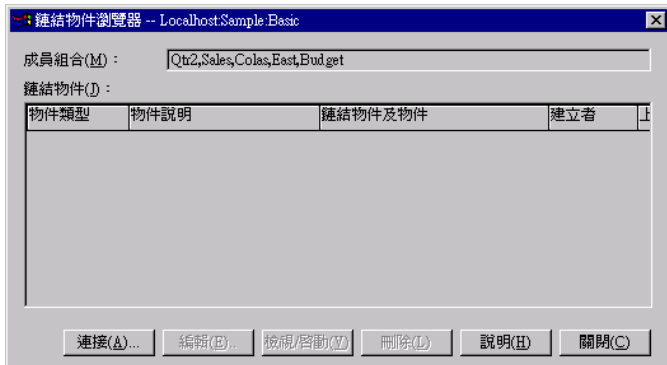 鏈結物件瀏覽器 -- Localhost:Sample:Basic
成員組合(M)： Qtr2,Sales,Colas,East,Budget
鏈結物件(J)：
物件類型 物件說明 鏈結物件及物件 建立者 上
連接(A)... 編輯(E)... 檢視/啓動(V) 刪除(L) 說明(H) 關閉(C)